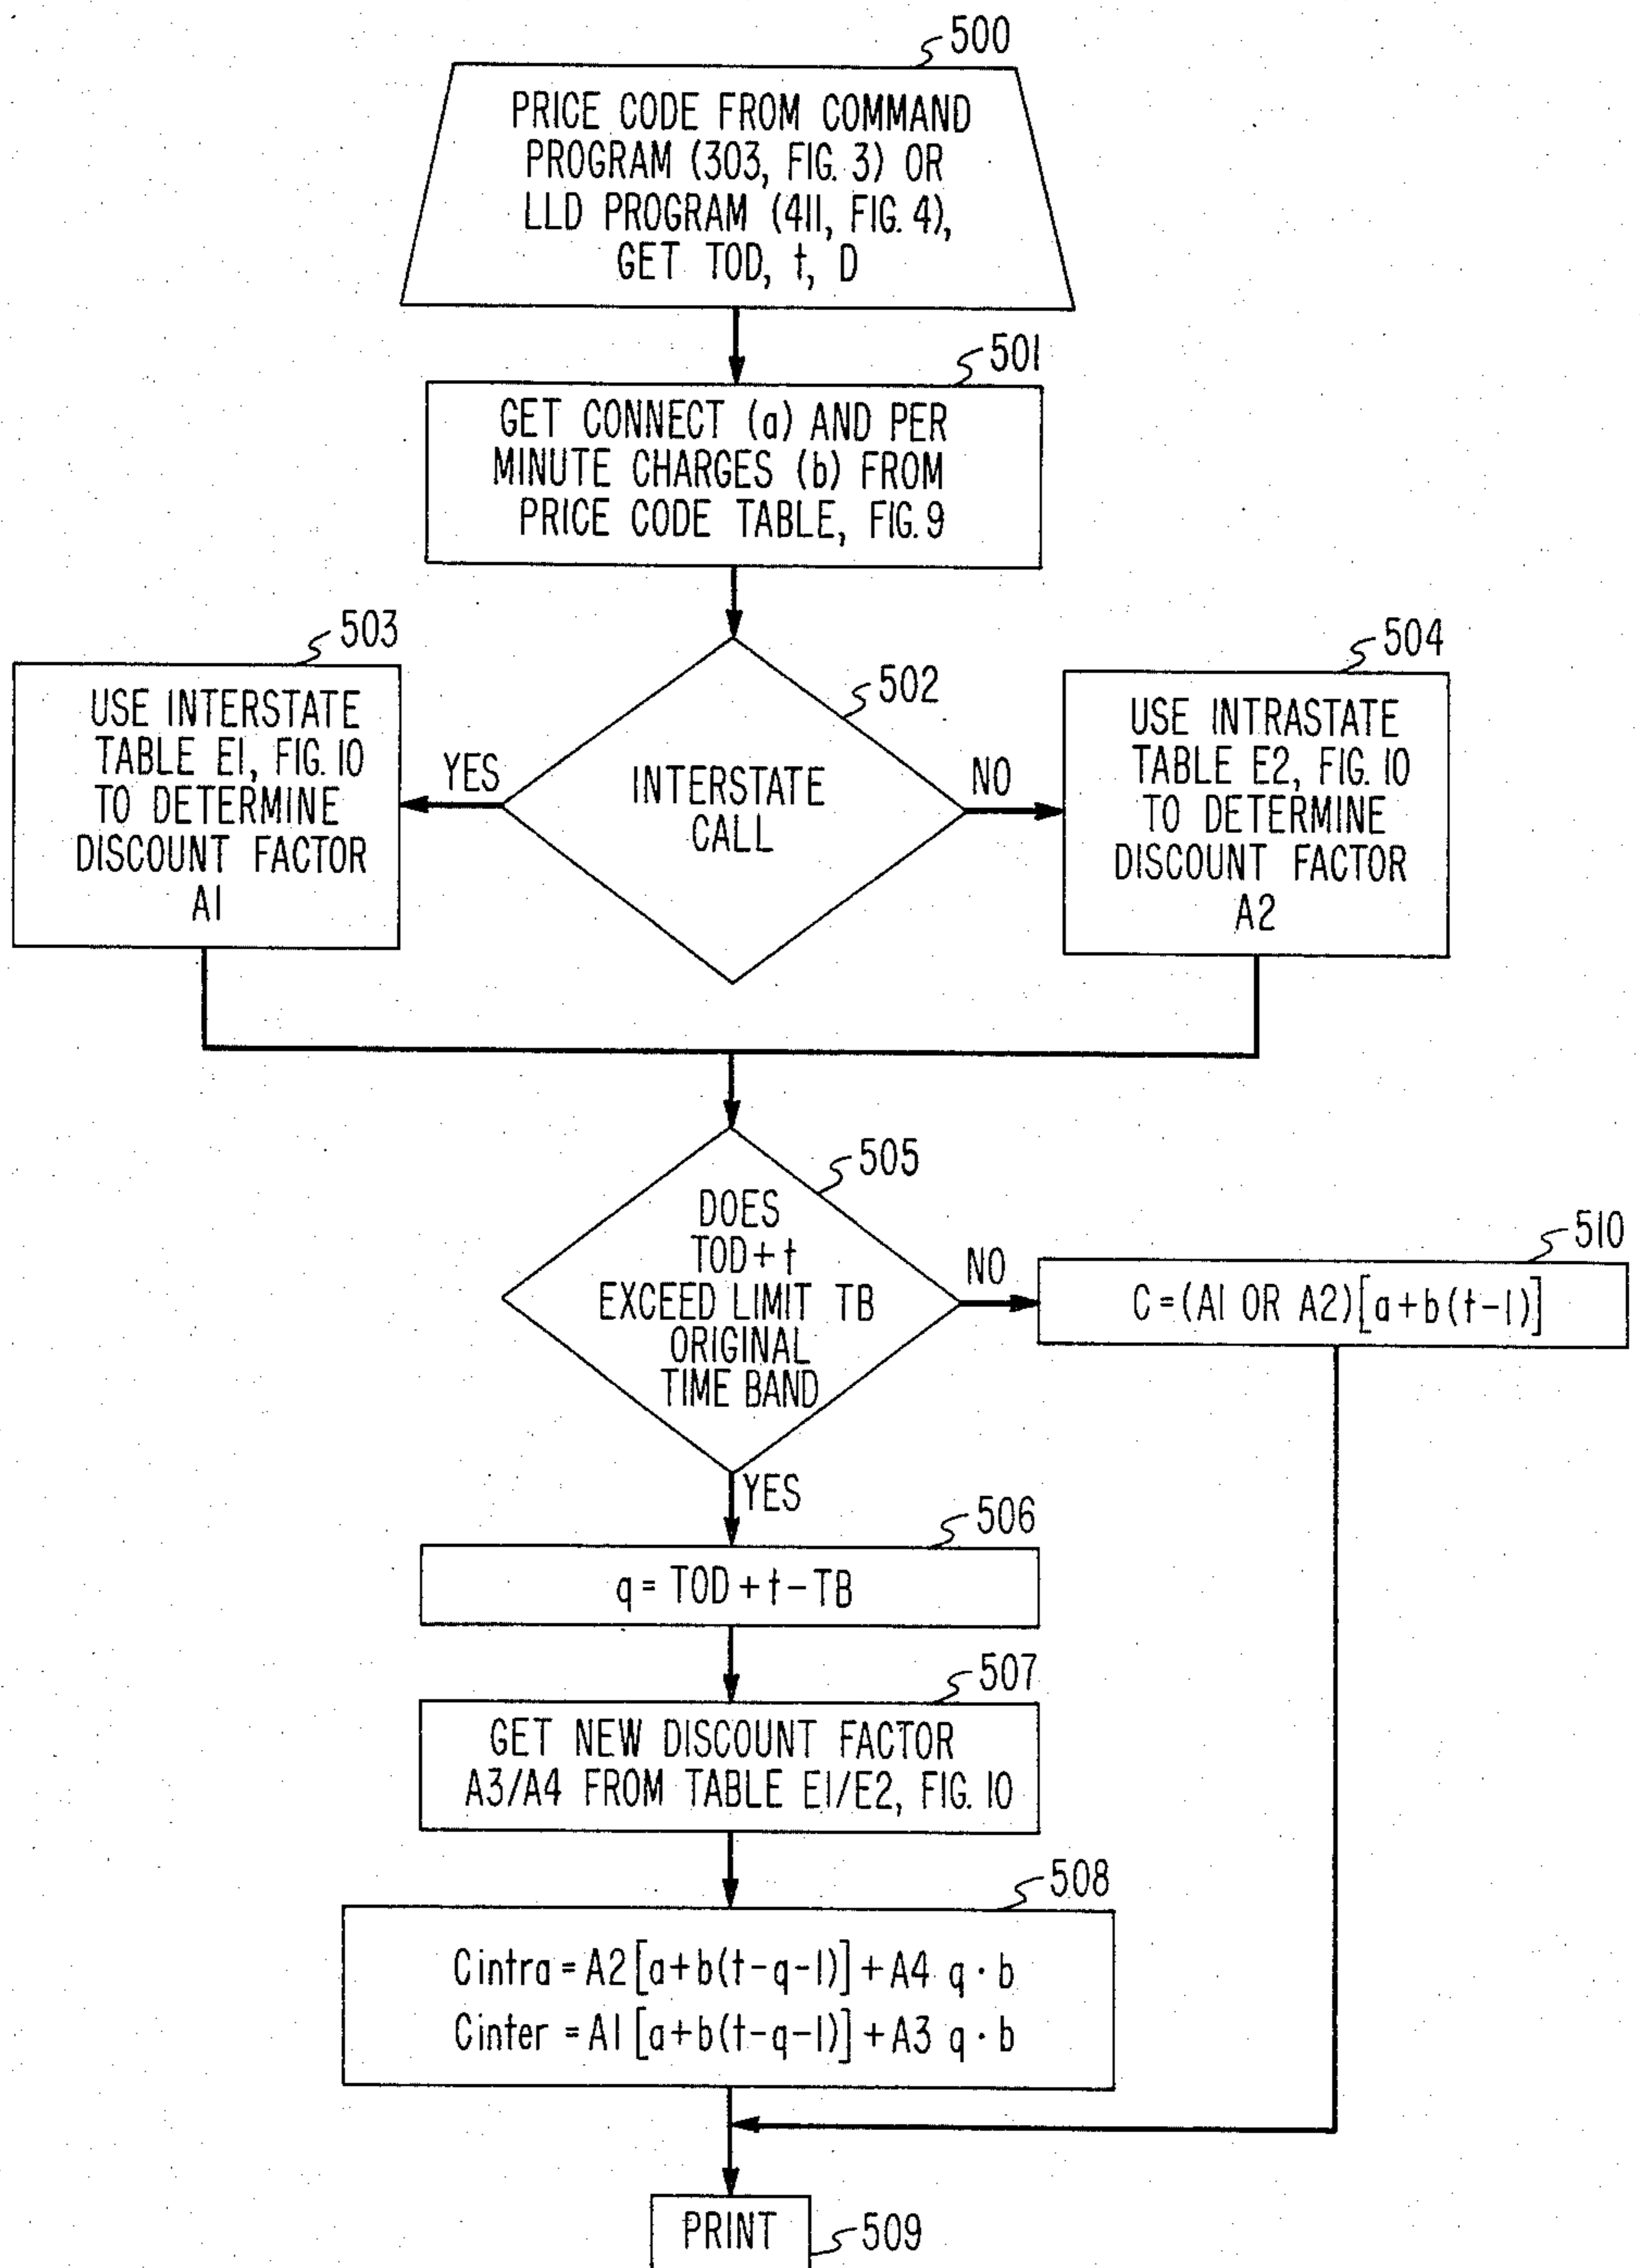 500
PRICE CODE FROM COMMAND
PROGRAM (303, FIG. 3) OR
LLD PROGRAM (411, FIG. 4),
GET TOD, t, D
501
GET CONNECT (a) AND PER
MINUTE CHARGES (b) FROM
PRICE CODE TABLE, FIG. 9
503
USE INTERSTATE
TABLE E1, FIG. 10
TO DETERMINE
DISCOUNT FACTOR
A1
YES
502
INTERSTATE
CALL
NO
504
USE INTRASTATE
TABLE E2, FIG. 10
TO DETERMINE
DISCOUNT FACTOR
A2
505
DOES
TOD+t
EXCEED LIMIT TB
ORIGINAL
TIME BAND
NO
510
C=(A1 OR A2)[a+b(t-1)]
YES
506
q=TOD+t-TB
507
GET NEW DISCOUNT FACTOR
A3/A4 FROM TABLE E1/E2, FIG. 10
508
Cintra=A2[a+b(t-q-1)]+A4 q·b
Cinter=A1[a+b(t-q-1)]+A3 q·b
PRINT
509